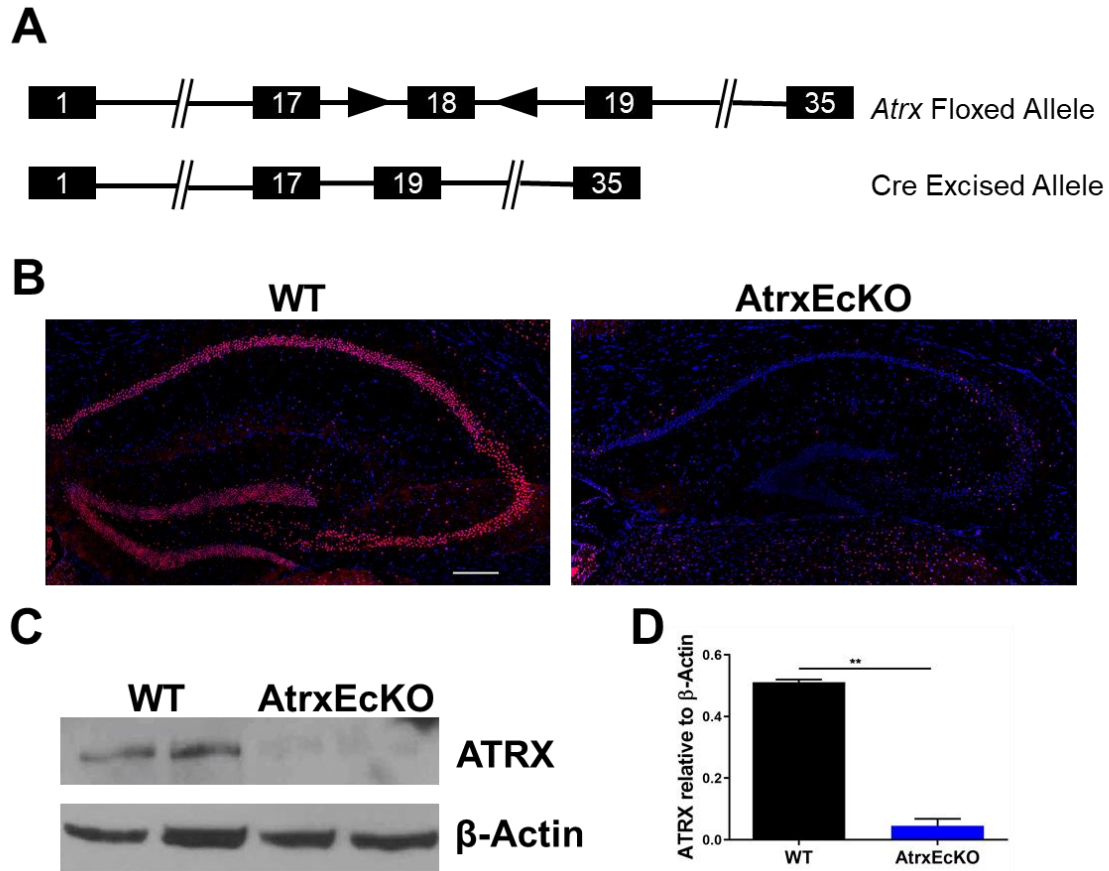 A
1 17 18 19 35 Atrx Floxed Allele
1 17 19 35 Cre Excised Allele
B
WT AtrxEcKO
C
WT AtrxEcKO
ATRX
β-Actin
D
ATRX relative to β-Actin
0.6
0.4
0.2
0.0
**
WT AtrxEcKO